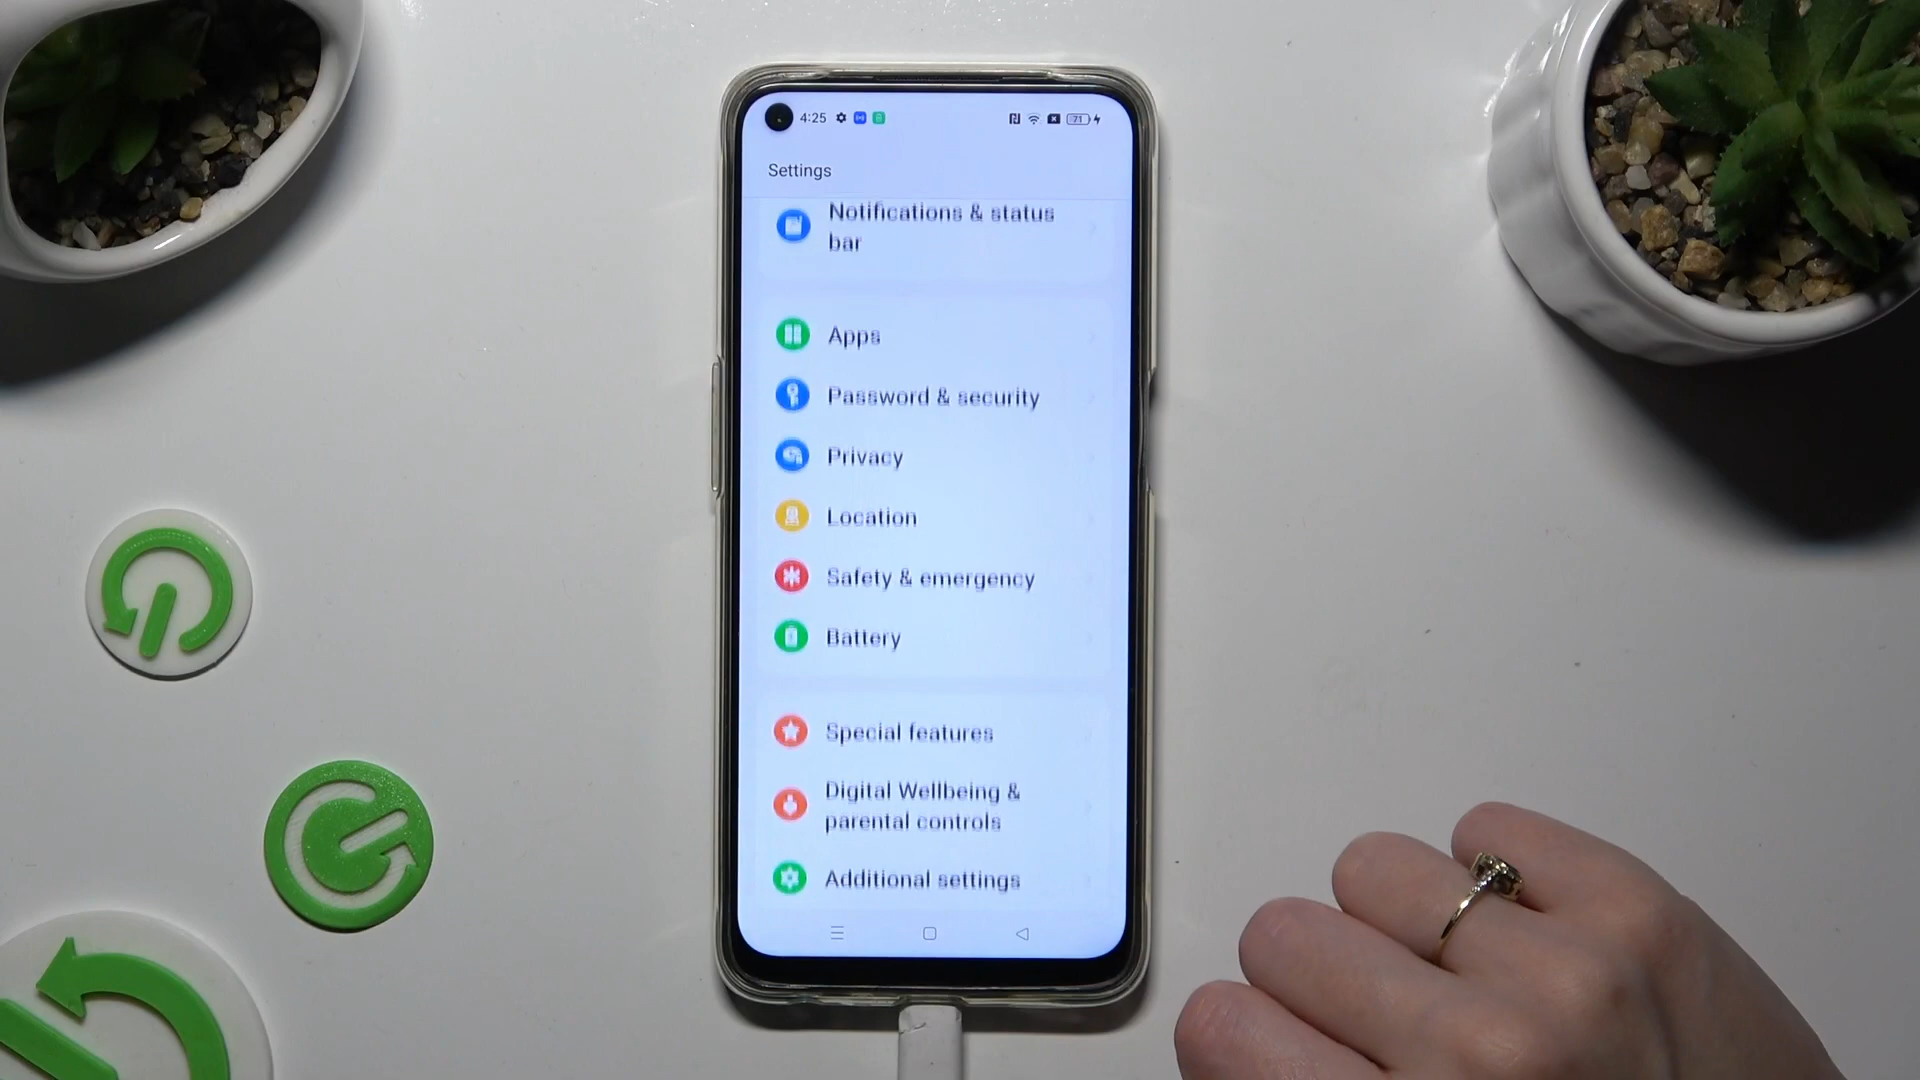 4:25
71
Settings
Notifications & status
bar
Apps
Password & security
Privacy
Location
Safety & emergency
Battery
Special features
Digital Wellbeing &
parental controls
Additional settings